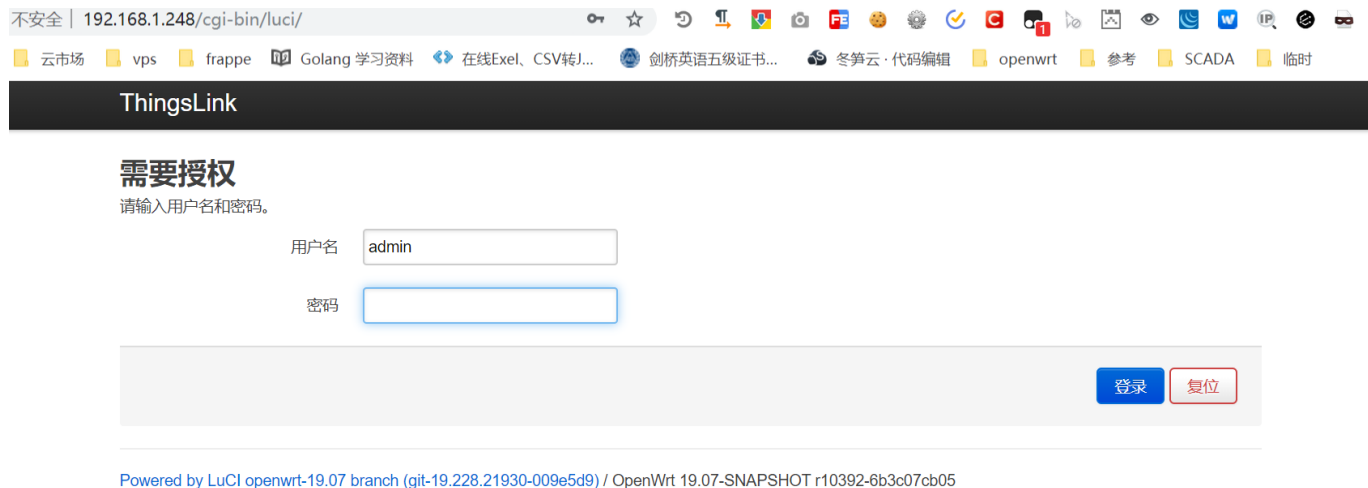 不安全 | 192.168.1.248/cgi-bin/luci/
FE C 1 W IP
云市场 vps frappe Golang 学习资料 在线Exel、CSV转J... 剑桥英语五级证书... 冬笋云 · 代码编辑 openwrt 参考 SCADA 临时
ThingsLink
需要授权
请输入用户名和密码。
用户名 admin
密码
登录 复位
Powered by LuCI openwrt-19.07 branch (git-19.228.21930-009e5d9) / OpenWrt 19.07-SNAPSHOT r10392-6b3c07cb05